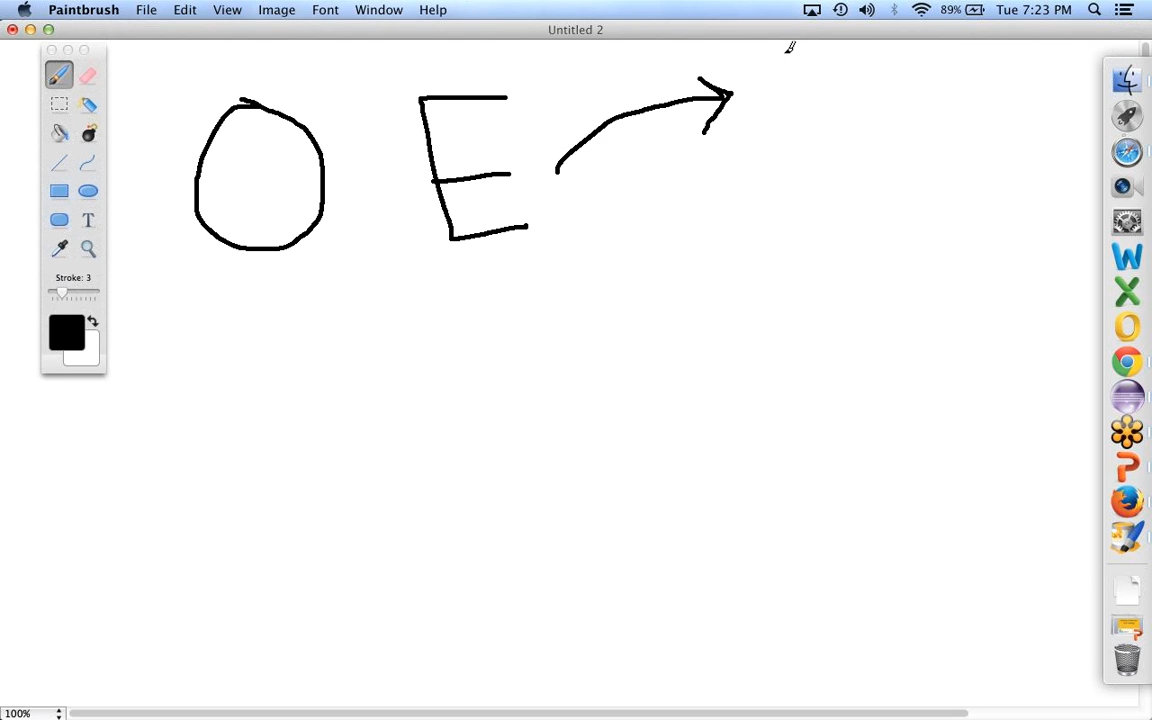 Paintbrush File Edit View Image Font Window Help 89% Tue 7:23 PM
Untitled 2
O E
T
Stroke: 3
W
X
O
P
100%